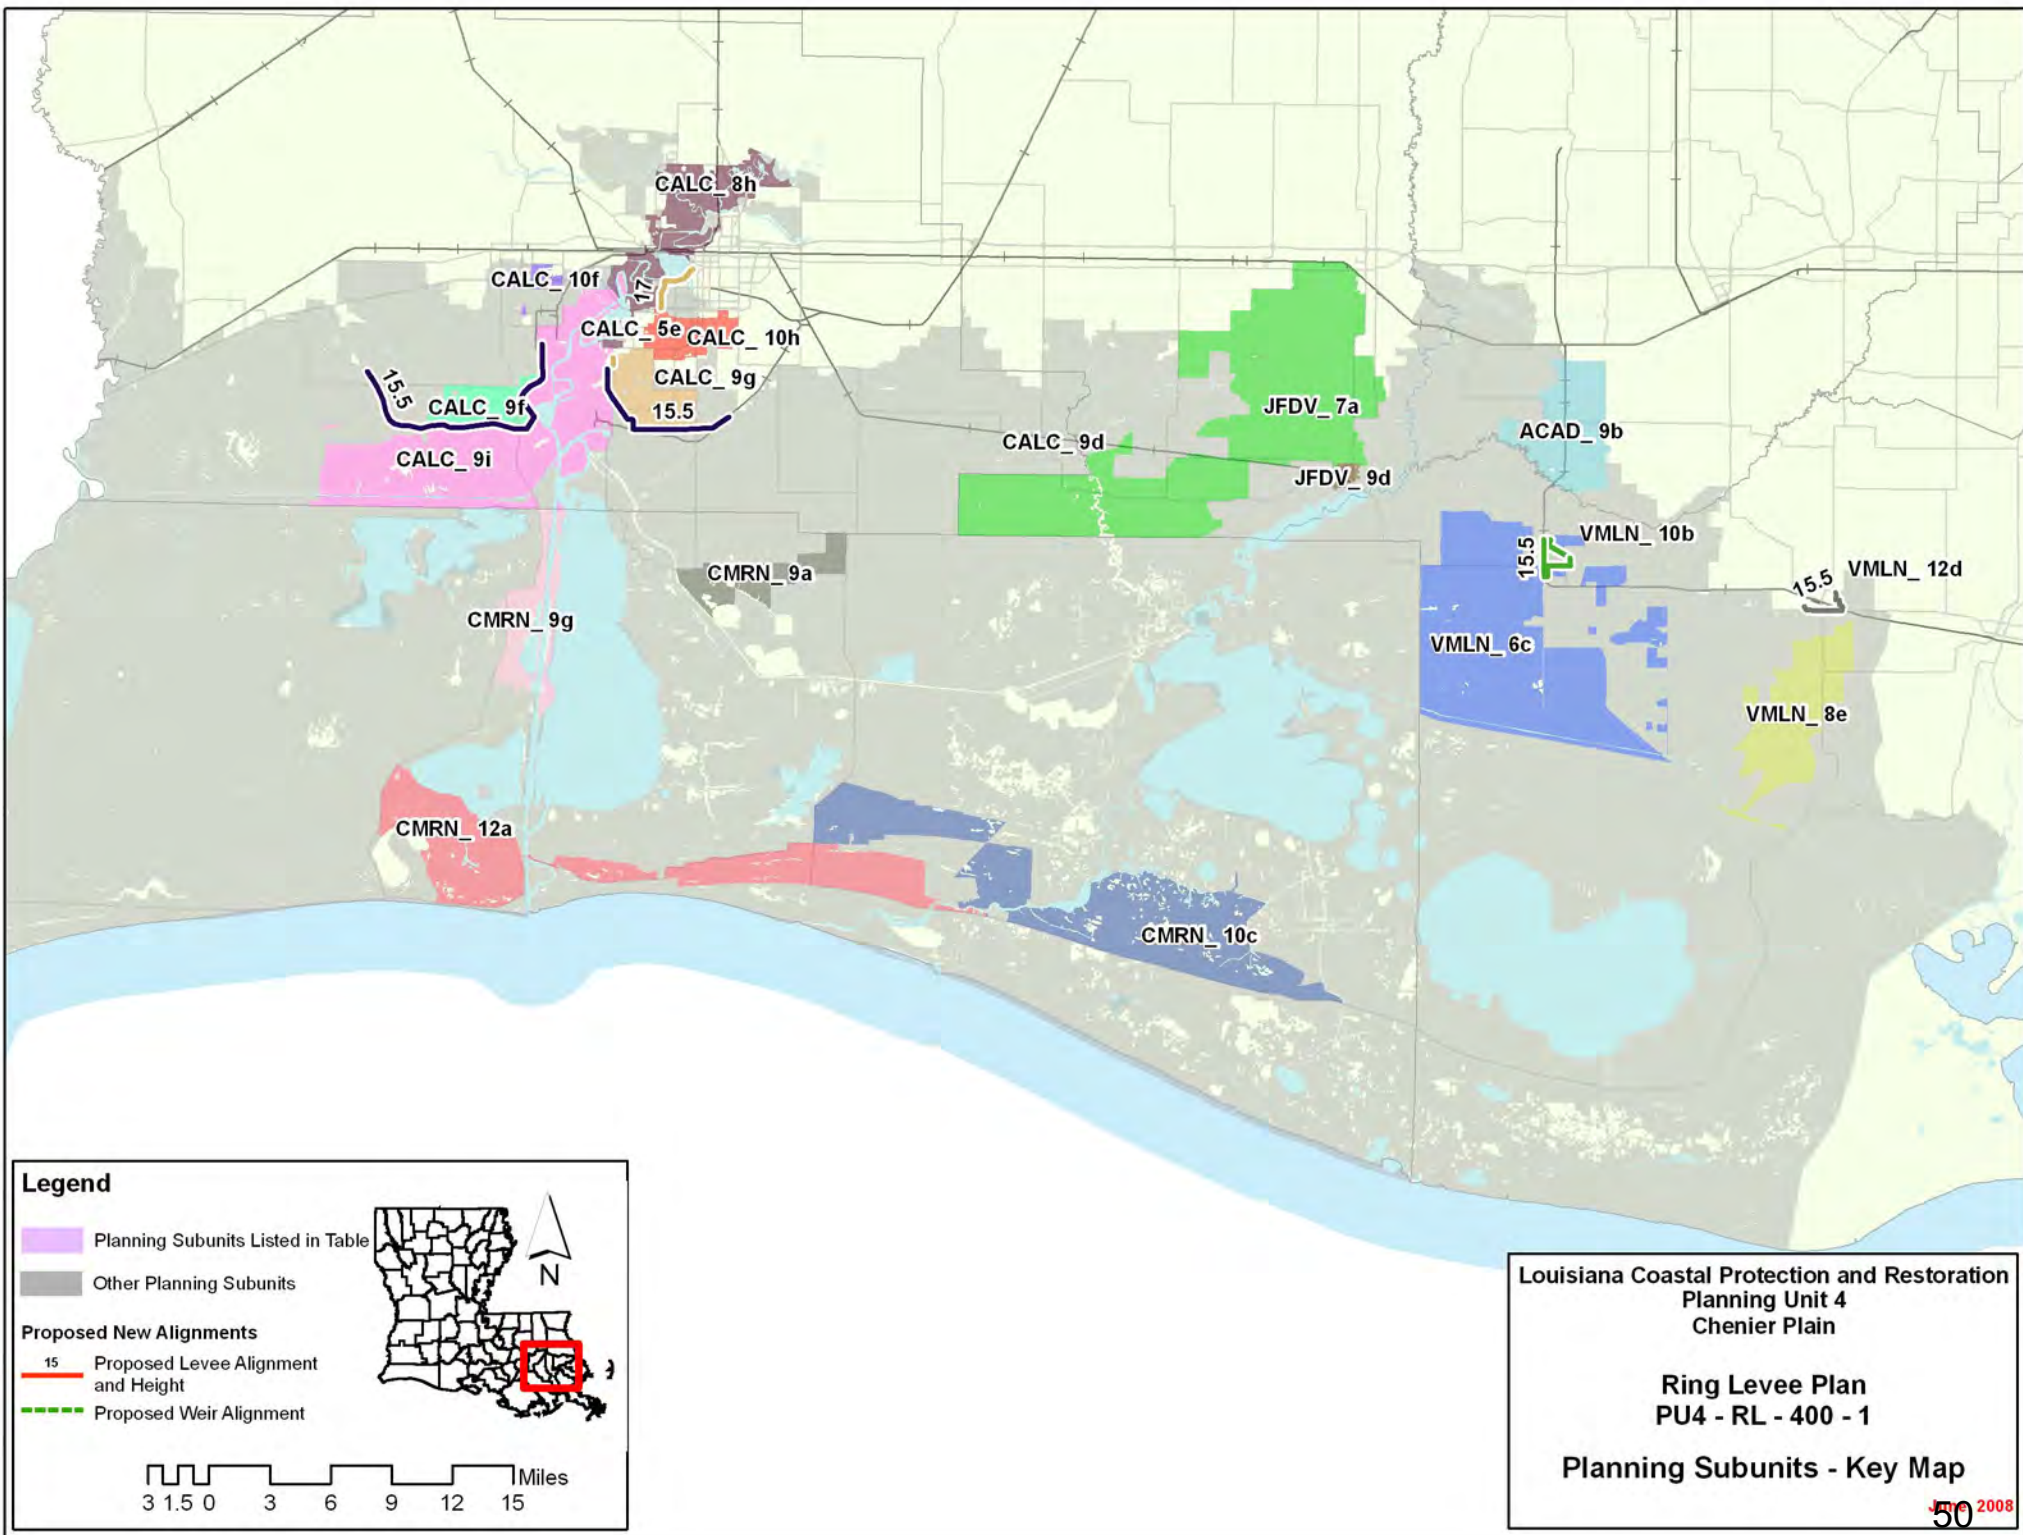 CALC_ 8h
CALC_ 10f
17
CALC_ 5e
CALC_ 10h
CALC_ 9g
15.5
15.5
CALC_ 9f
CALC_ 9i
JFDV_ 7a
CALC_ 9d
JFDV_ 9d
ACAD_ 9b
VMLN_ 10b
15.5
VMLN_ 12d
15.5
CMRN_ 9a
CMRN_ 9g
VMLN_ 6c
VMLN_ 8e
CMRN_ 12a
CMRN_ 10c
Legend
Planning Subunits Listed in Table
Other Planning Subunits
Proposed New Alignments
15 Proposed Levee Alignment
and Height
Proposed Weir Alignment
N
Miles
3 1.5 0 3 6 9 12 15
Louisiana Coastal Protection and Restoration
Planning Unit 4
Chenier Plain
Ring Levee Plan
PU4 - RL - 400 - 1
Planning Subunits - Key Map
June 2008
50